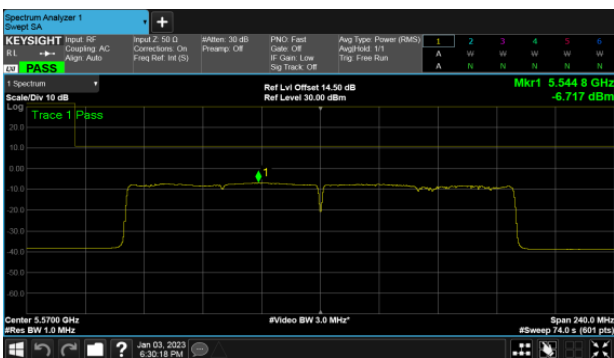 Spectrum Analyzer 1
Swept SA
KEYSIGHT Input: RF Input Z: 50 Ω #Atten: 30 dB PNO: Fast Avg Type: Power (RMS) 1 2 3 4 5 6
RL Coupling: AC Corrections: On Preamp: Off Gate: Off Avg|Hold: 1/1 A W W W W W
Align: Auto Freq Ref: Int (S) IF Gain: Low Trig: Free Run
LXI PASS Sig Track: Off A N N N N N
1 Spectrum Ref Lvl Offset 14.50 dB Mkr1 5.544 8 GHz
Scale/Div 10 dB Ref Level 30.00 dBm -6.717 dBm
Log Trace 1 Pass
20.0
10.0
0.00
1
-10.0
-20.0
-30.0
-40.0
-50.0
-60.0
Center 5.5700 GHz #Video BW 3.0 MHz* Span 240.0 MHz
#Res BW 1.0 MHz #Sweep 74.0 s (601 pts)
? Jan 03, 2023
6:30:18 PM